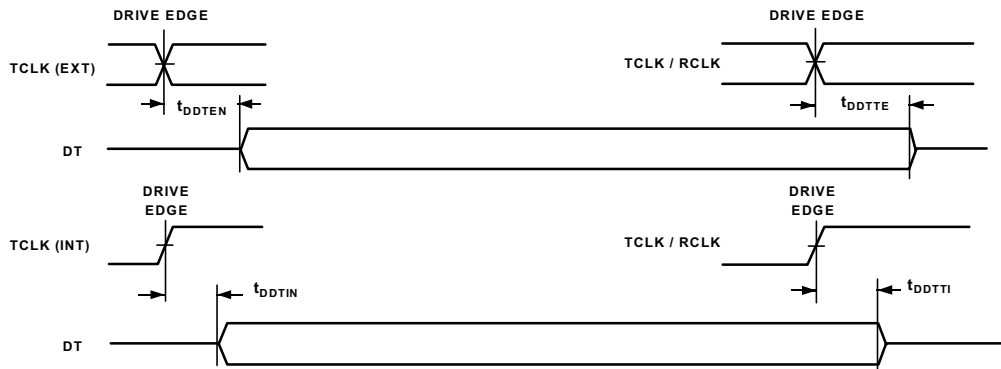 DRIVE EDGE
DRIVE EDGE
TCLK (EXT)
TCLK / RCLK
tDDTEN
tDDTTE
DT
DRIVE
EDGE
DRIVE
EDGE
TCLK (INT)
TCLK / RCLK
tDDTIN
tDDTTI
DT